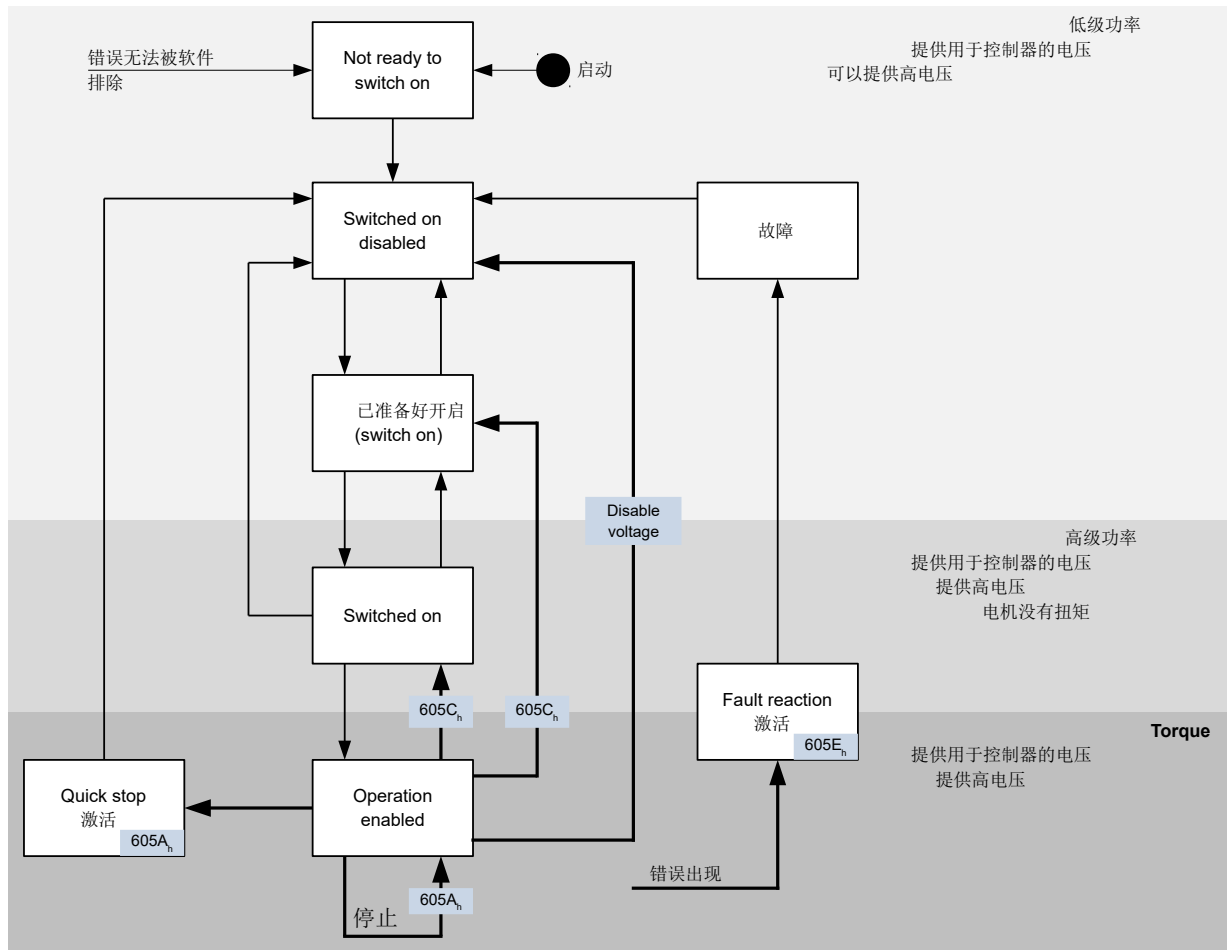 低级功率
提供用于控制器的电压
可以提供高电压
错误无法被软件
排除
Not ready to
switch on
启动
Switched on
disabled
故障
已准备好开启
(switch on)
Disable
voltage
高级功率
提供用于控制器的电压
提供高电压
电机没有扭矩
Switched on
605Ch
605Ch
Fault reaction
激活
605Eh
Torque
提供用于控制器的电压
提供高电压
Quick stop
激活
605Ah
Operation
enabled
错误出现
605Ah
停止